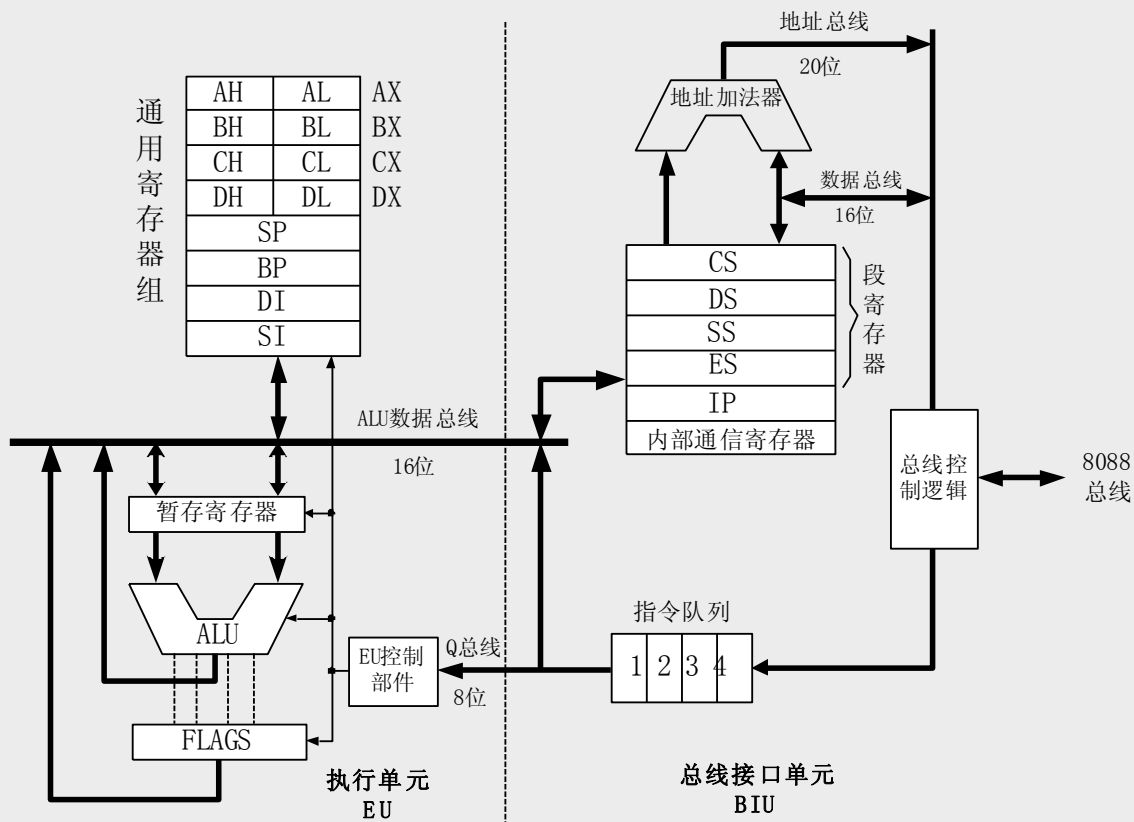 通用寄存器组
AH AL AX
BH BL BX
CH CL CX
DH DL DX
SP
BP
DI
SI
ALU数据总线
16位
暂存寄存器
ALU
EU控制
部件
Q总线
8位
FLAGS
执行单元
EU
地址总线
20位
地址加法器
数据总线
16位
CS
DS
SS
ES
IP
内部通信寄存器
段寄存器
总线控
制逻辑
8088
总线
指令队列
1 2 3 4
总线接口单元
BIU